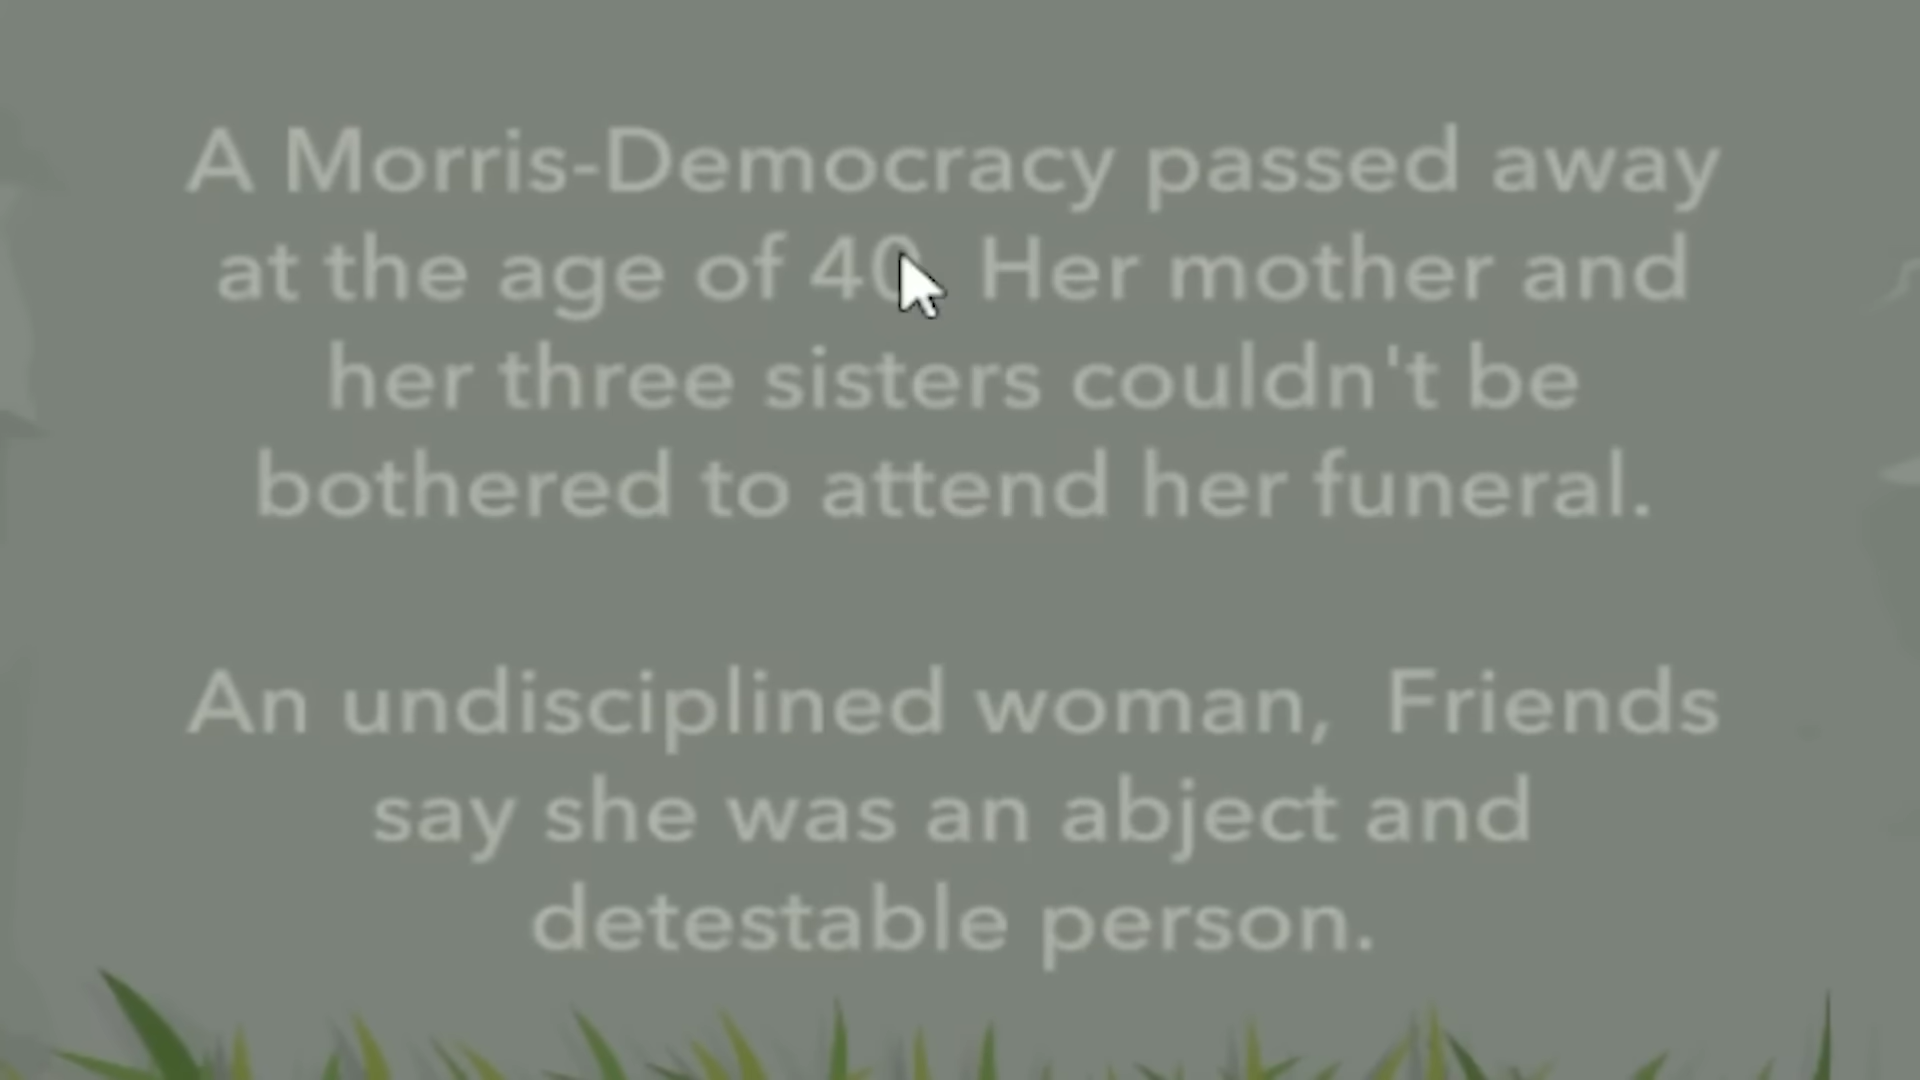 A Morris-Democracy passed away
at the age of 40  Her mother and
her three sisters couldn't be
bothered to attend her funeral.
An undisciplined woman,  Friends
say she was an abject and
detestable person.